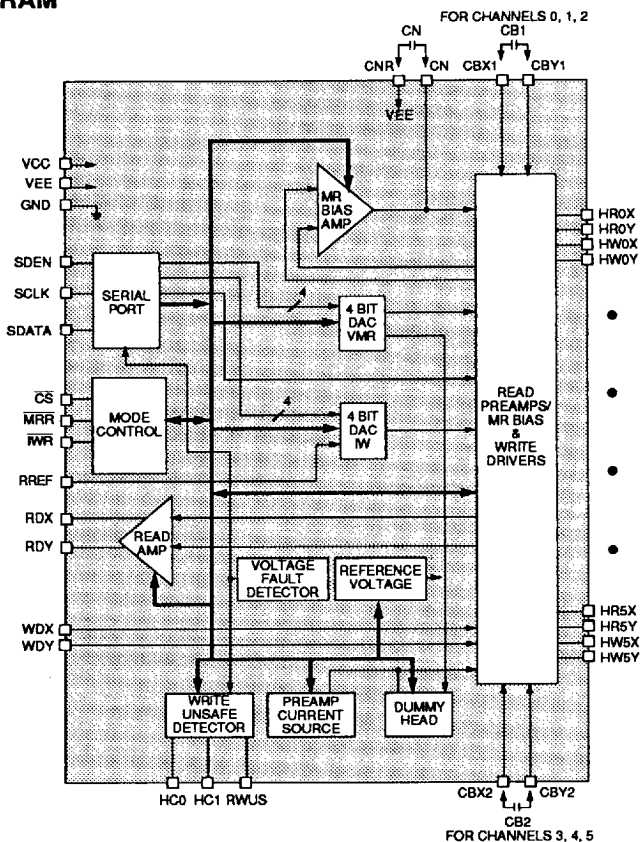 RAM
FOR CHANNELS 0, 1, 2
CN
CB1
CNR
CN
CBX1
CBY1
VEE
VCC
VEE
GND
MR
BIAS
AMP
HR0X
HR0Y
HW0X
HW0Y
SDEN
SCLK
SDATA
SERIAL
PORT
4
4 BIT
DAC
VMR
CS
MRR
IWR
MODE
CONTROL
4
4 BIT
DAC
IW
READ
PREAMPS/
MR BIAS
&
WRITE
DRIVERS
RREF
RDX
RDY
READ
AMP
VOLTAGE
FAULT
DETECTOR
REFERENCE
VOLTAGE
WDX
WDY
HR5X
HR5Y
HW5X
HW5Y
WRITE
UNSAFE
DETECTOR
PREAMP
CURRENT
SOURCE
DUMMY
HEAD
HC0
HC1
RWUS
CBX2
CBY2
CB2
FOR CHANNELS 3, 4, 5